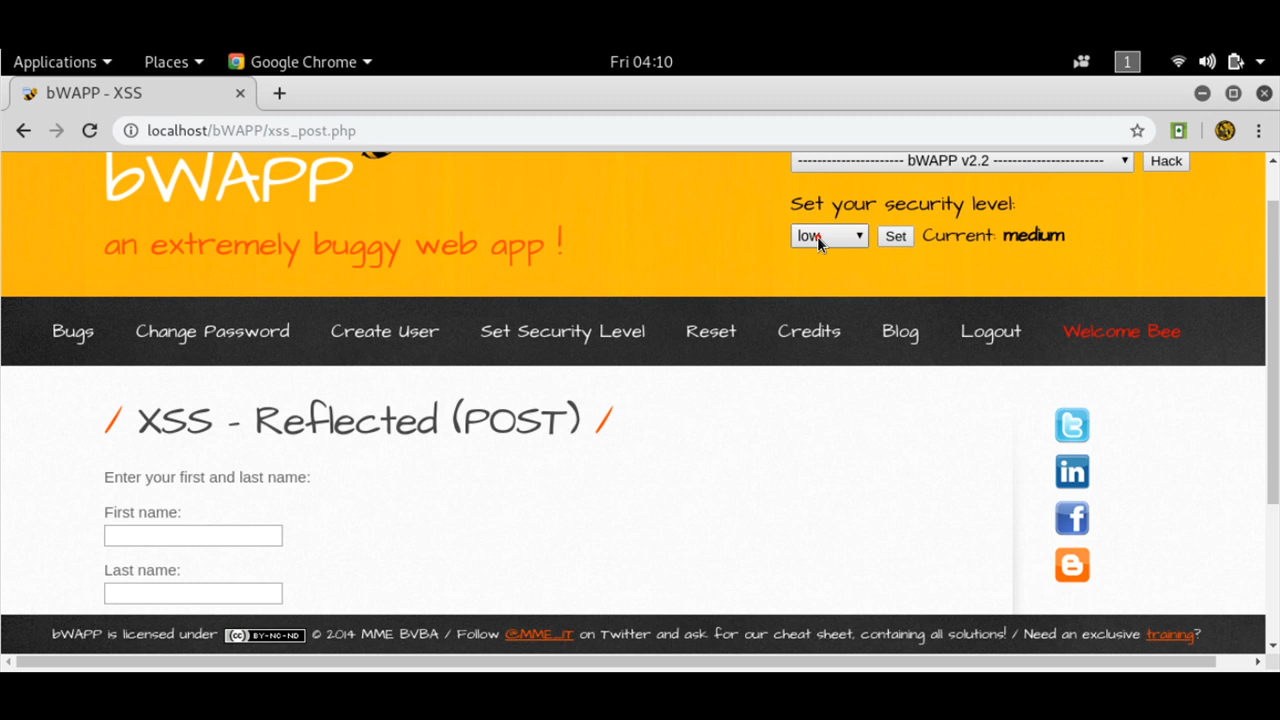 Applications Places Google Chrome Fri 04:10 1
bWAPP - XSS
localhost/bWAPP/xss_post.php
bWAPP
---------------------- bWAPP v2.2 ----------------------- Hack
Set your security level:
an extremely buggy web app !
low Set Current: medium
Bugs Change Password Create User Set Security Level Reset Credits Blog Logout Welcome Bee
/ XSS - Reflected (POST) /
Enter your first and last name:
First name:
Last name:
bWAPP is licensed under (cc) BY-NC-ND © 2014 MME BVBA / Follow @MME_IT on Twitter and ask for our cheat sheet, containing all solutions! / Need an exclusive training?